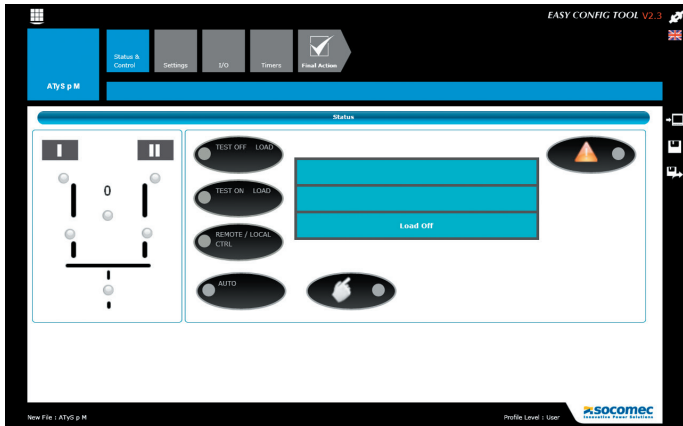 EASY CONFIG TOOL V2.3
Status & Control
Settings
I/O
Timers
Final Action
ATyS p M
Status
I
II
0
TEST OFF LOAD
TEST ON LOAD
REMOTE / LOCAL
CTRL
AUTO
Load Off
New File : ATyS p M
Profile Level : User
socomec
Innovative Power Solutions